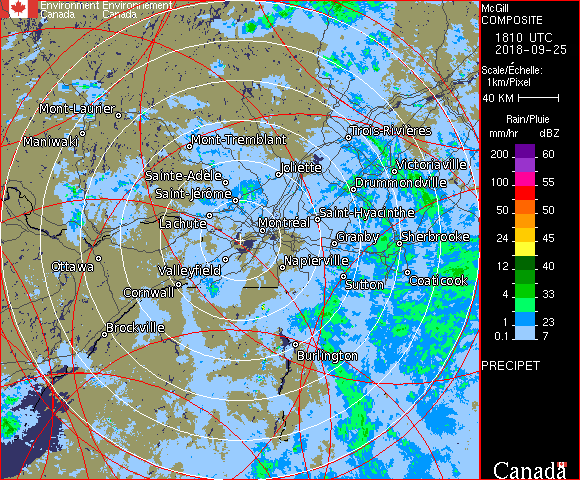 Environment Environnement
Canada Canada
McGill
COMPOSITE
1810 UTC
2018-09-25
Scale/Échelle:
1km/Pixel
40 KM
Rain/Pluie
mm/hr dBZ
200 60
100 55
50 50
24 45
12 40
4 33
1 23
0.1 7
PRECIPET
Canada
Mont-Laurier
Maniwaki
Mont-Tremblant
Trois-Rivières
Sainte-Adèle
Joliette
Victoriaville
Saint-Jérôme
Drummondville
Lachute
Montréal
Saint-Hyacinthe
Granby
Sherbrooke
Ottawa
Valleyfield
Napierville
Cornwall
Sutton
Coaticook
Brockville
Burlington